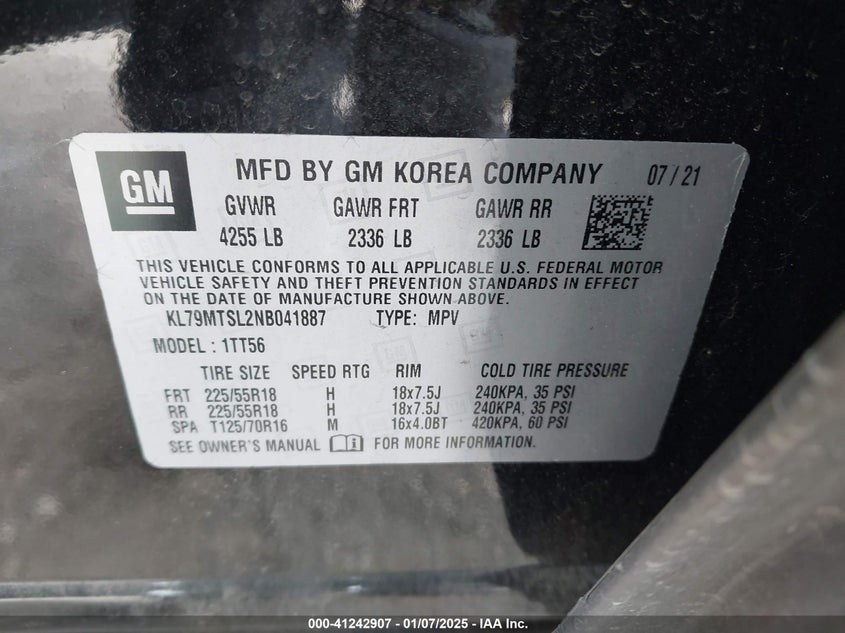 GM MFD BY GM KOREA COMPANY 07/21
GVWR GAWR FRT GAWR RR
4255 LB 2336 LB 2336 LB
THIS VEHICLE CONFORMS TO ALL APPLICABLE U.S. FEDERAL MOTOR
VEHICLE SAFETY AND THEFT PREVENTION STANDARDS IN EFFECT
ON THE DATE OF MANUFACTURE SHOWN ABOVE.
KL79MTSL2NB041887 TYPE: MPV
MODEL : 1TT56
TIRE SIZE SPEED RTG RIM COLD TIRE PRESSURE
FRT 225/55R18 H 18x7.5J 240KPA, 35 PSI
RR 225/55R18 H 18x7.5J 240KPA, 35 PSI
SPA T125/70R16 M 16x4.0BT 420KPA, 60 PSI
SEE OWNER'S MANUAL FOR MORE INFORMATION.
000-41242907 - 01/07/2025 - IAA Inc.